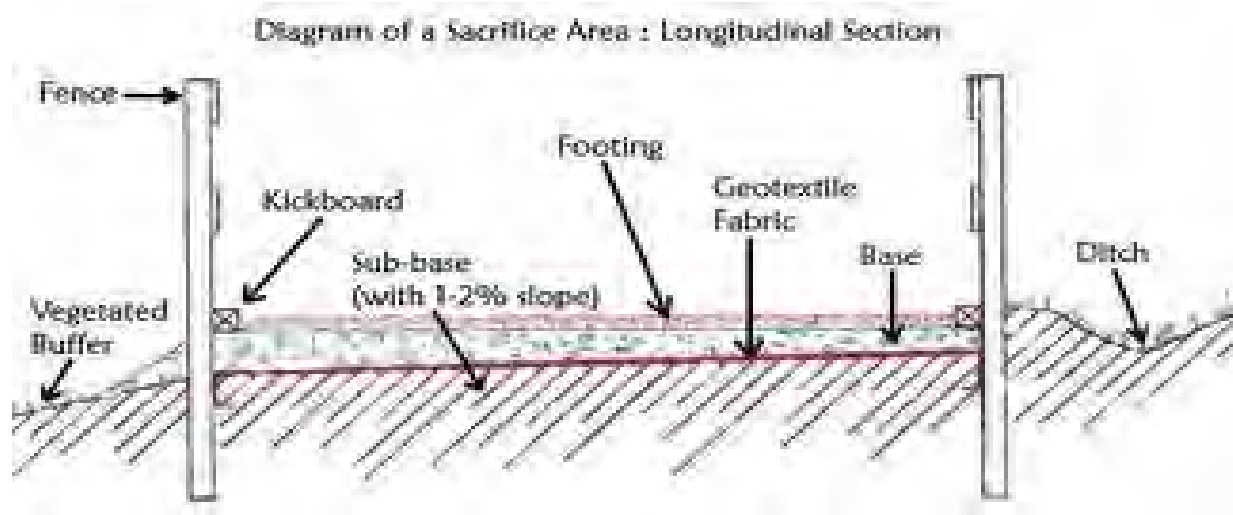 Diagram of a Sacrifice Area : Longitudinal Section
Fence
Footing
Geotextile
Fabric
Kickboard
Sub-base
(with 1-2% slope)
Base
Ditch
Vegetated
Buffer